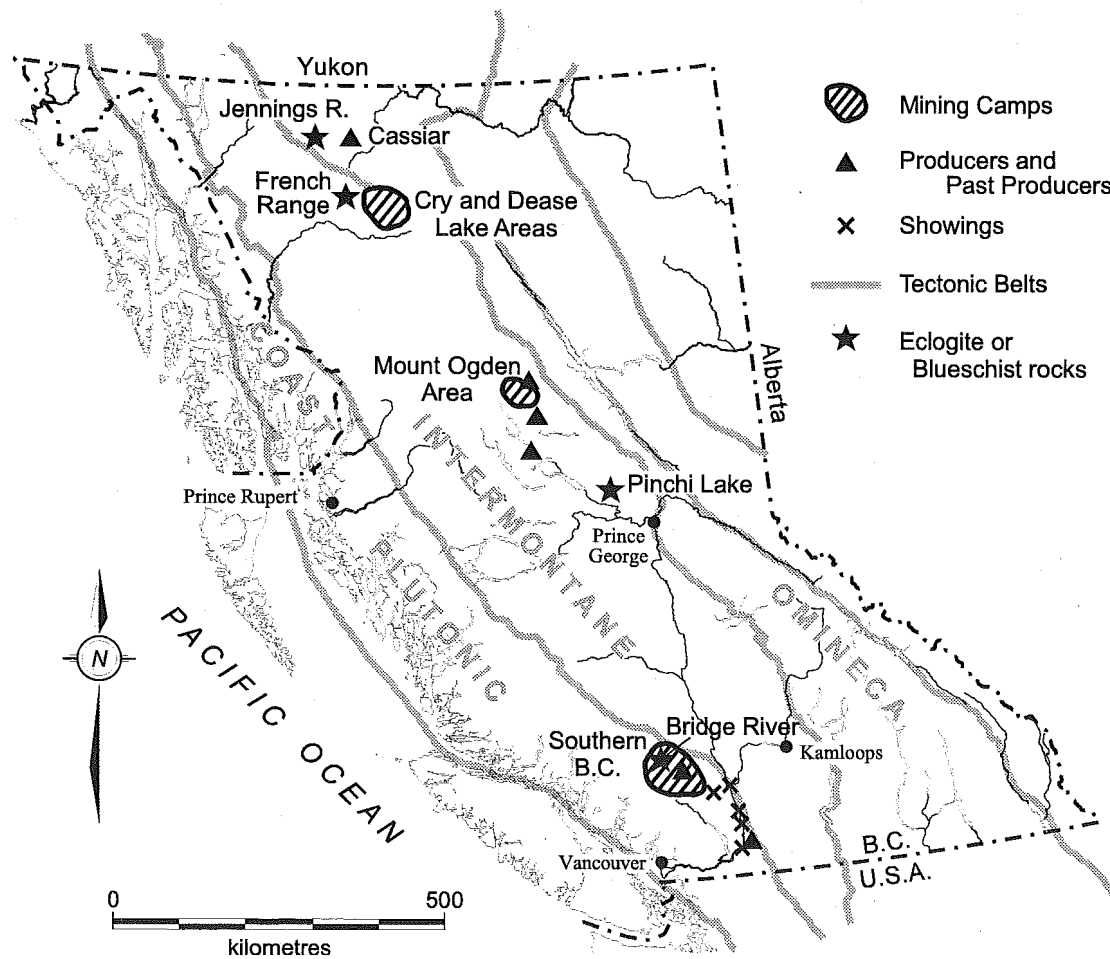 Yukon
Jennings R.
Cassiar
French
Range
Cry and Dease
Lake Areas
Mining Camps
Producers and
Past Producers
Showings
Tectonic Belts
Eclogite or
Blueschist rocks
Alberta
COAST
PLUTONIC
INTERMONTANE
OMINECA
Mount Ogden
Area
Pinchi Lake
Prince Rupert
Prince
George
N
PACIFIC OCEAN
Bridge River
Southern
B.C.
Kamloops
Vancouver
B.C.
U.S.A.
0 500
kilometres